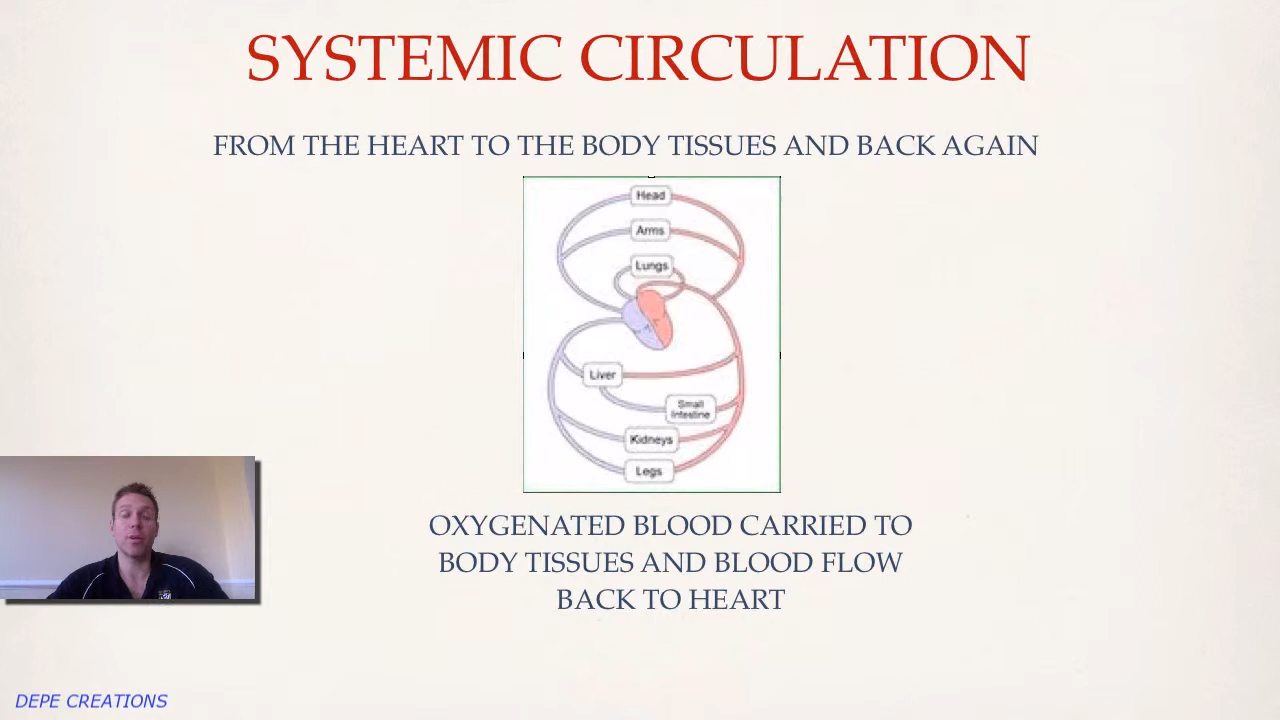 SYSTEMIC CIRCULATION
FROM THE HEART TO THE BODY TISSUES AND BACK AGAIN
Head
Arms
Lungs
Liver
Small
Intestine
Kidneys
Legs
OXYGENATED BLOOD CARRIED TO
BODY TISSUES AND BLOOD FLOW
BACK TO HEART
DEPE CREATIONS